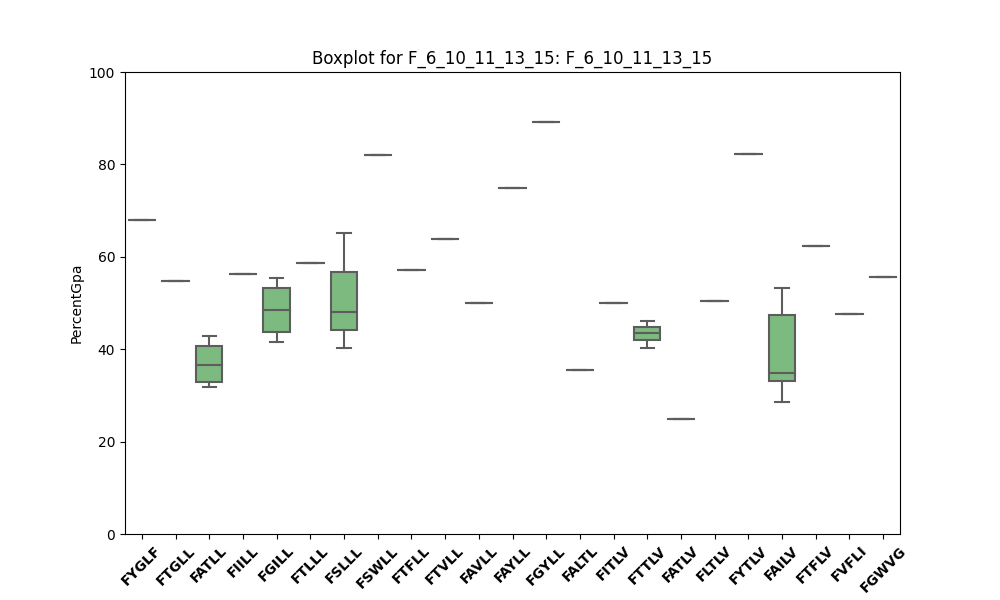 Boxplot for F_6_10_11_13_15: F_6_10_11_13_15
100
80
60
40
20
0
PercentGpa
FYGLF
FTGLL
FATLL
FIILL
FGILL
FTLLL
FSLLL
FSWLL
FTFLL
FTVLL
FAVLL
FAYLL
FGYLL
FALTL
FITLV
FTTLV
FATLV
FLTLV
FYTLV
FAILV
FTFLV
FVFLI
FGWVG